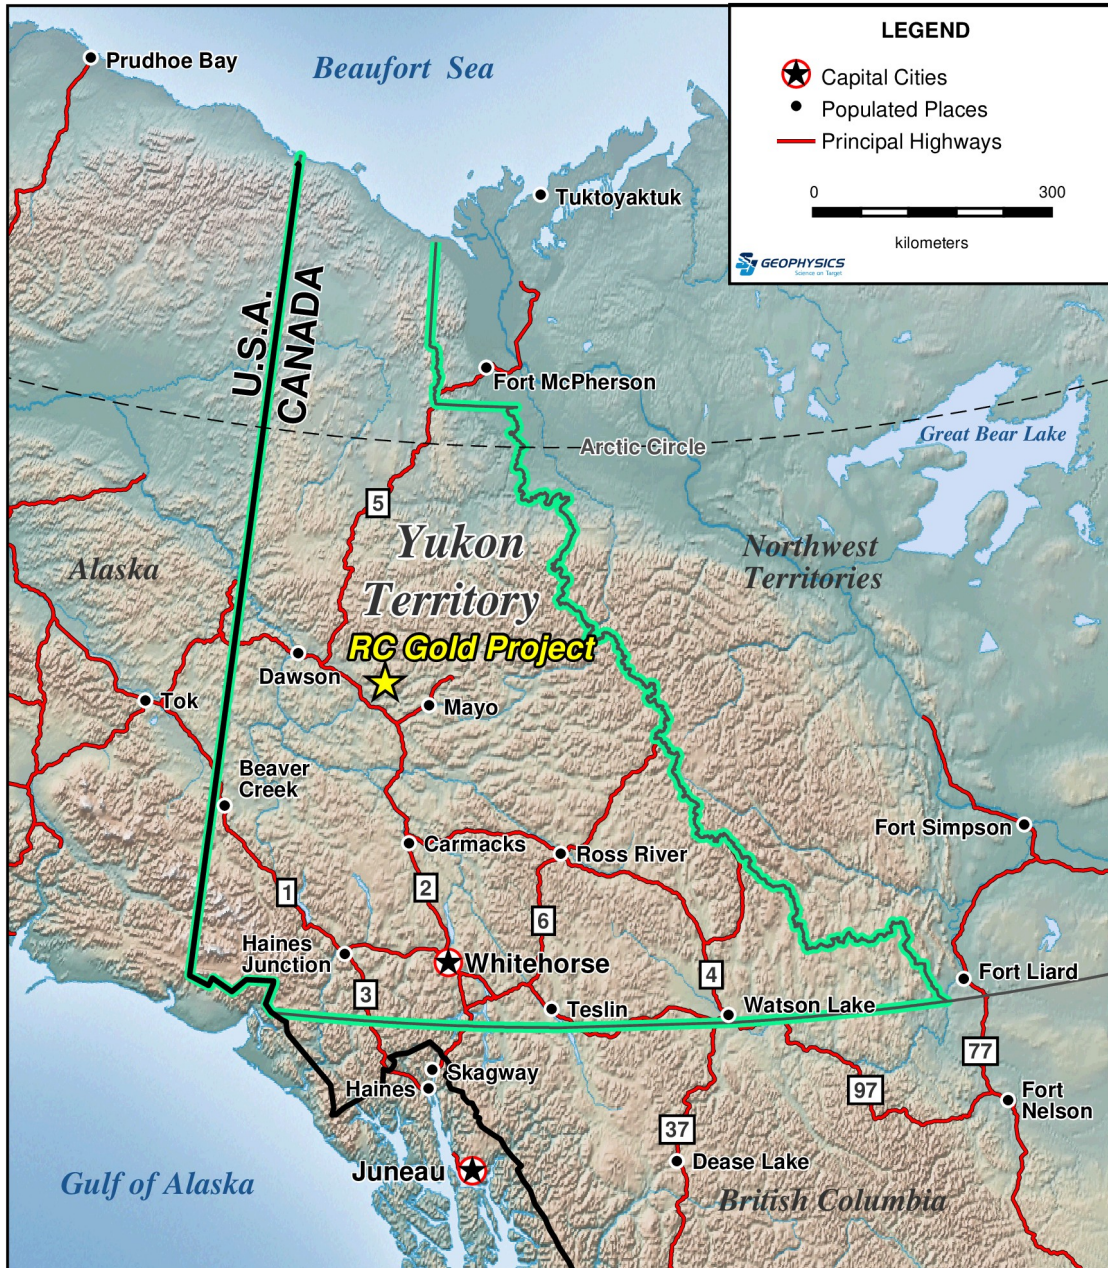 LEGEND
Capital Cities
Populated Places
Principal Highways
0 300
kilometers
GEOPHYSICS
Science on Target
Prudhoe Bay
Beaufort Sea
Tuktoyaktuk
U.S.A.
CANADA
Fort McPherson
Arctic Circle
Great Bear Lake
5
Yukon
Territory
Northwest
Territories
Alaska
RC Gold Project
Dawson
Mayo
Tok
Beaver
Creek
Carmacks
Ross River
Fort Simpson
1
2
6
Haines
Junction
Whitehorse
3
4
Fort Liard
Teslin
Watson Lake
77
Skagway
Haines
97
Fort
Nelson
37
Juneau
Dease Lake
Gulf of Alaska
British Columbia